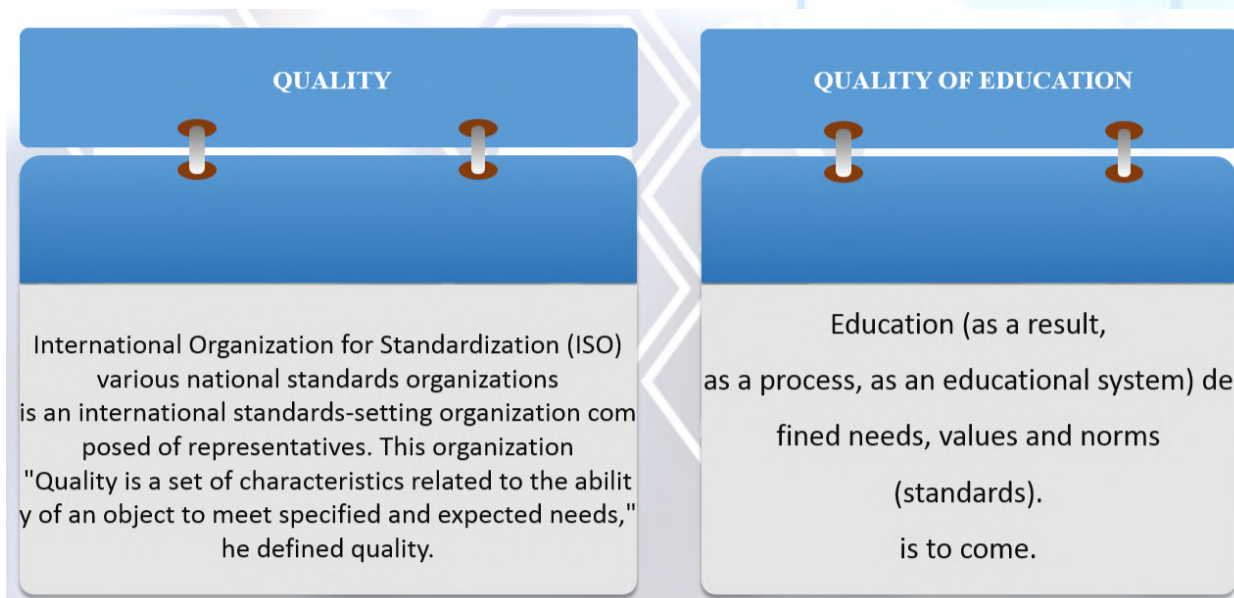 QUALITY
International Organization for Standardization (ISO)
various national standards organizations
is an international standards-setting organization com
posed of representatives. This organization
"Quality is a set of characteristics related to the abilit
y of an object to meet specified and expected needs,"
he defined quality.
QUALITY OF EDUCATION
Education (as a result,
as a process, as an educational system) de
fined needs, values and norms
(standards).
is to come.